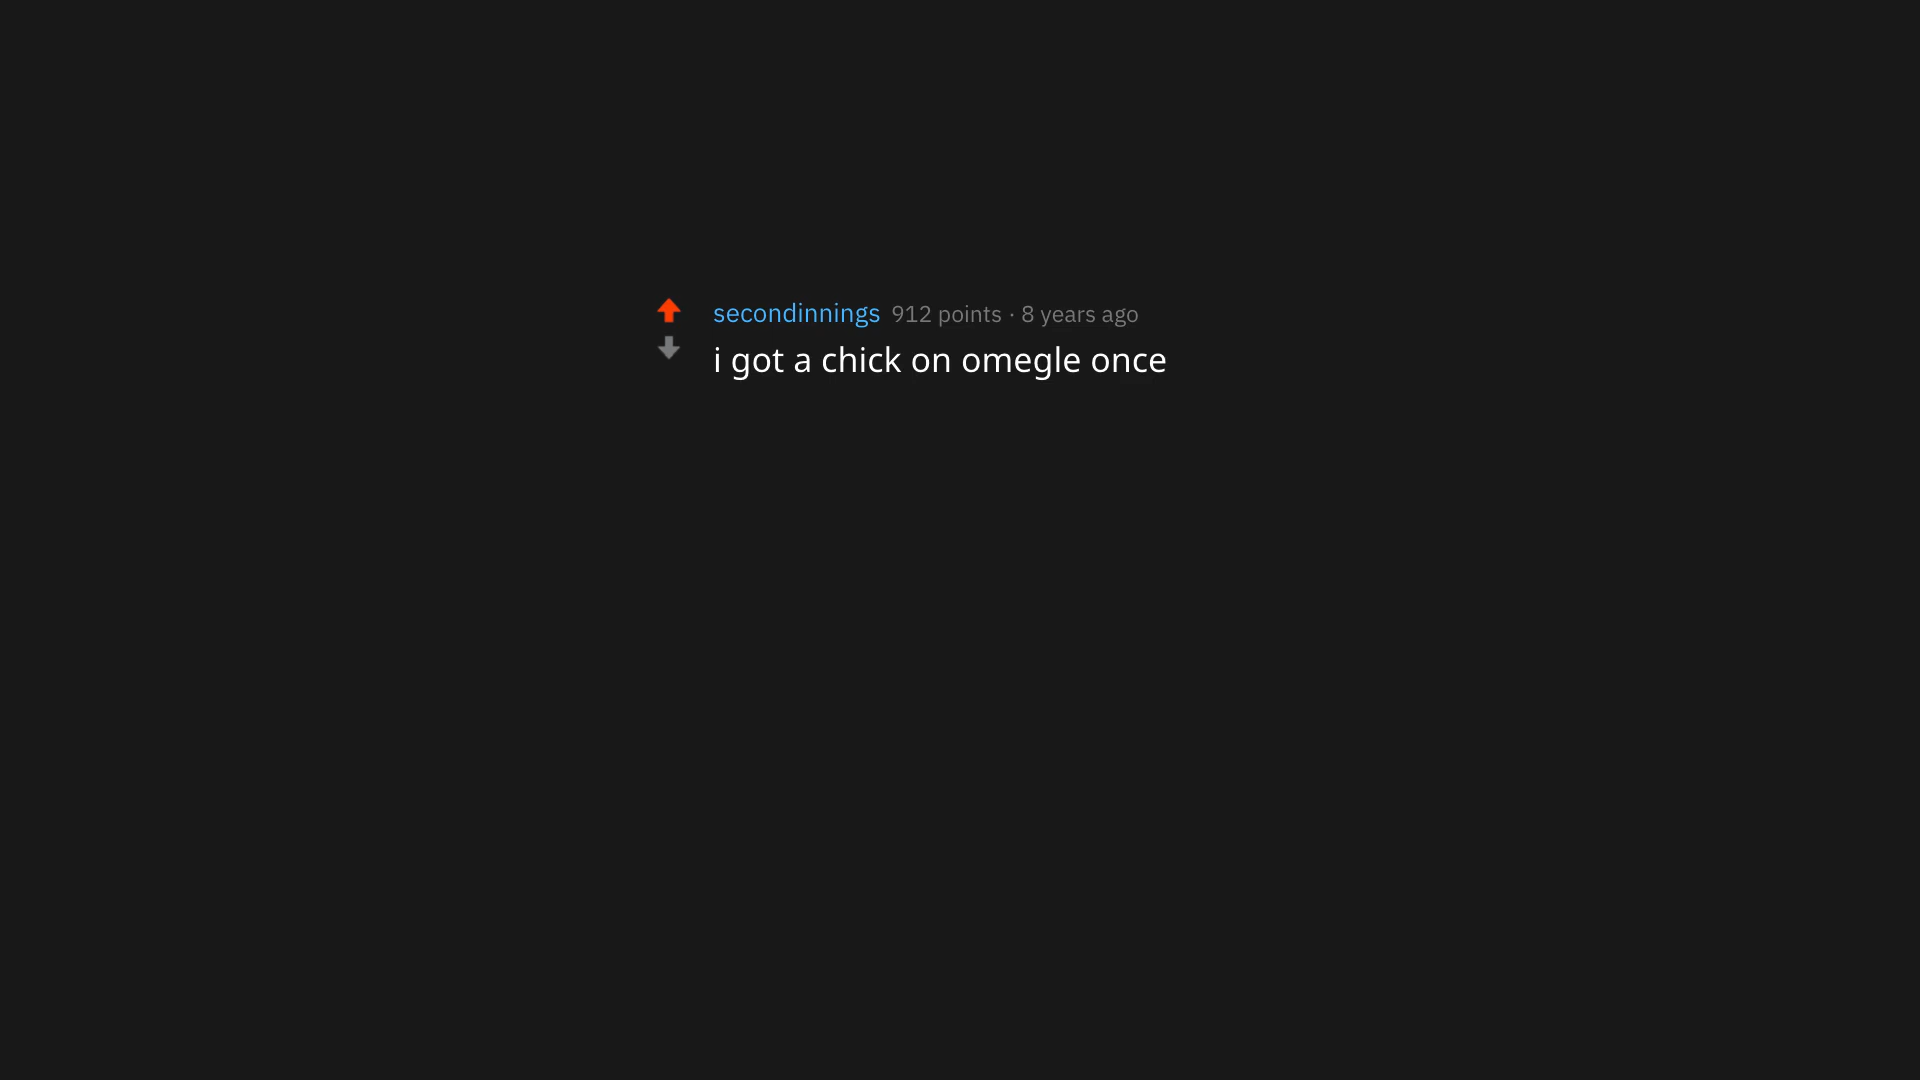 secondinnings 912 points · 8 years ago
i got a chick on omegle once